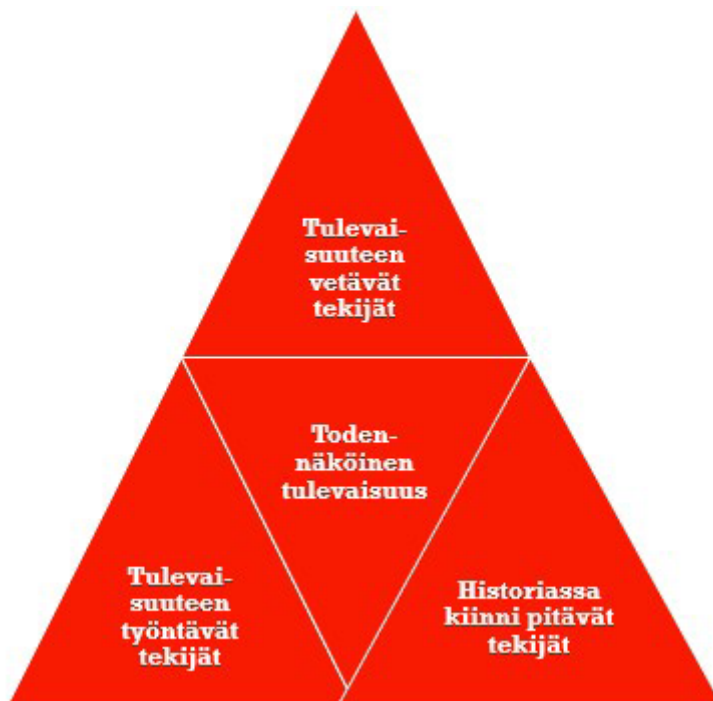 Tulevai-
suuteen
vetävät
tekijät
Toden-
näköinen
tulevaisuus
Tulevai-
suuteen
työntävät
tekijät
Historiassa
kiinni pitävät
tekijät